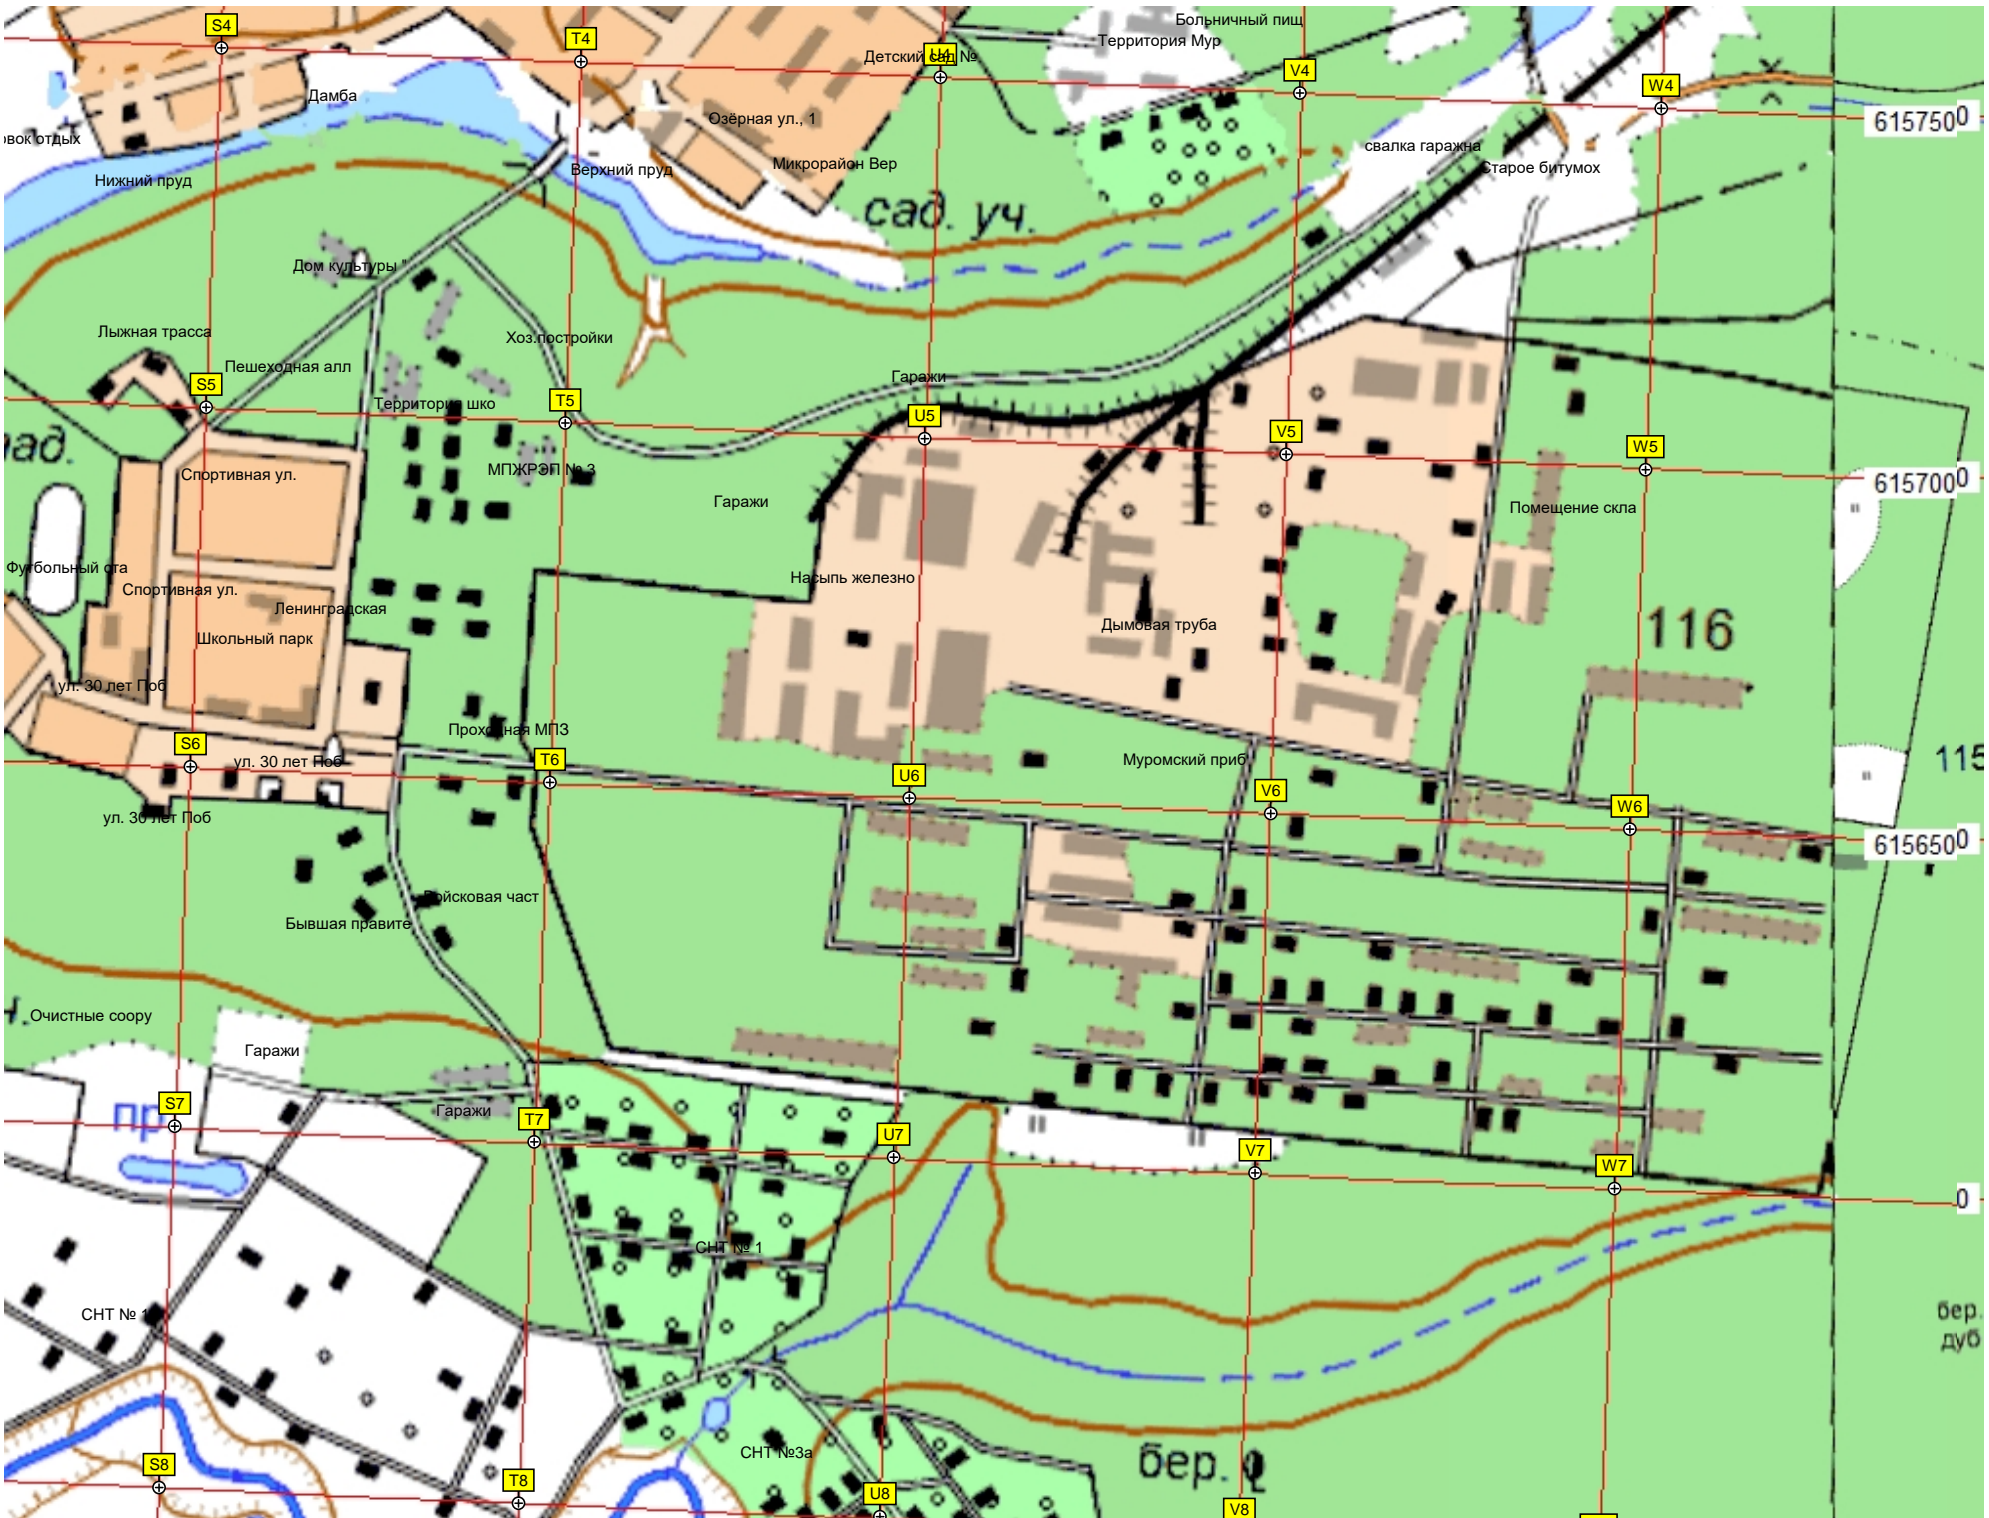 Больничный пищ
S4
T4
Территория Мур
Детский сад №
U4
V4
W4
Дамба
Озёрная ул., 1
6157500
вок отдых
свалка гаражна
Микрорайон Вер
Старое битумох
Верхний пруд
Нижний пруд
сад. уч.
Дом культуры "
Лыжная трасса
Хоз.постройки
Пешеходная алл
Гаражи
S5
T5
Территория шко
U5
V5
W5
ад.
МПЖРЭП № 3
Спортивная ул.
6157000
Гаражи
Помещение скла
Футбольный ста
Насыпь железно
Спортивная ул.
Ленинградская
Дымовая труба
116
Школьный парк
ул. 30 лет Поб
Проходная МПЗ
S6
T6
ул. 30 лет Поб
Муромский приб
115
U6
V6
W6
ул. 30 лет Поб
6156500
Войсковая част
Бывшая правите
Очистные соору
Гаражи
S7
Гаражи
пр
T7
U7
V7
W7
0
СНТ № 1
СНТ № 1
бер.
дуб
СНТ №3а
S8
бер.
T8
U8
V8